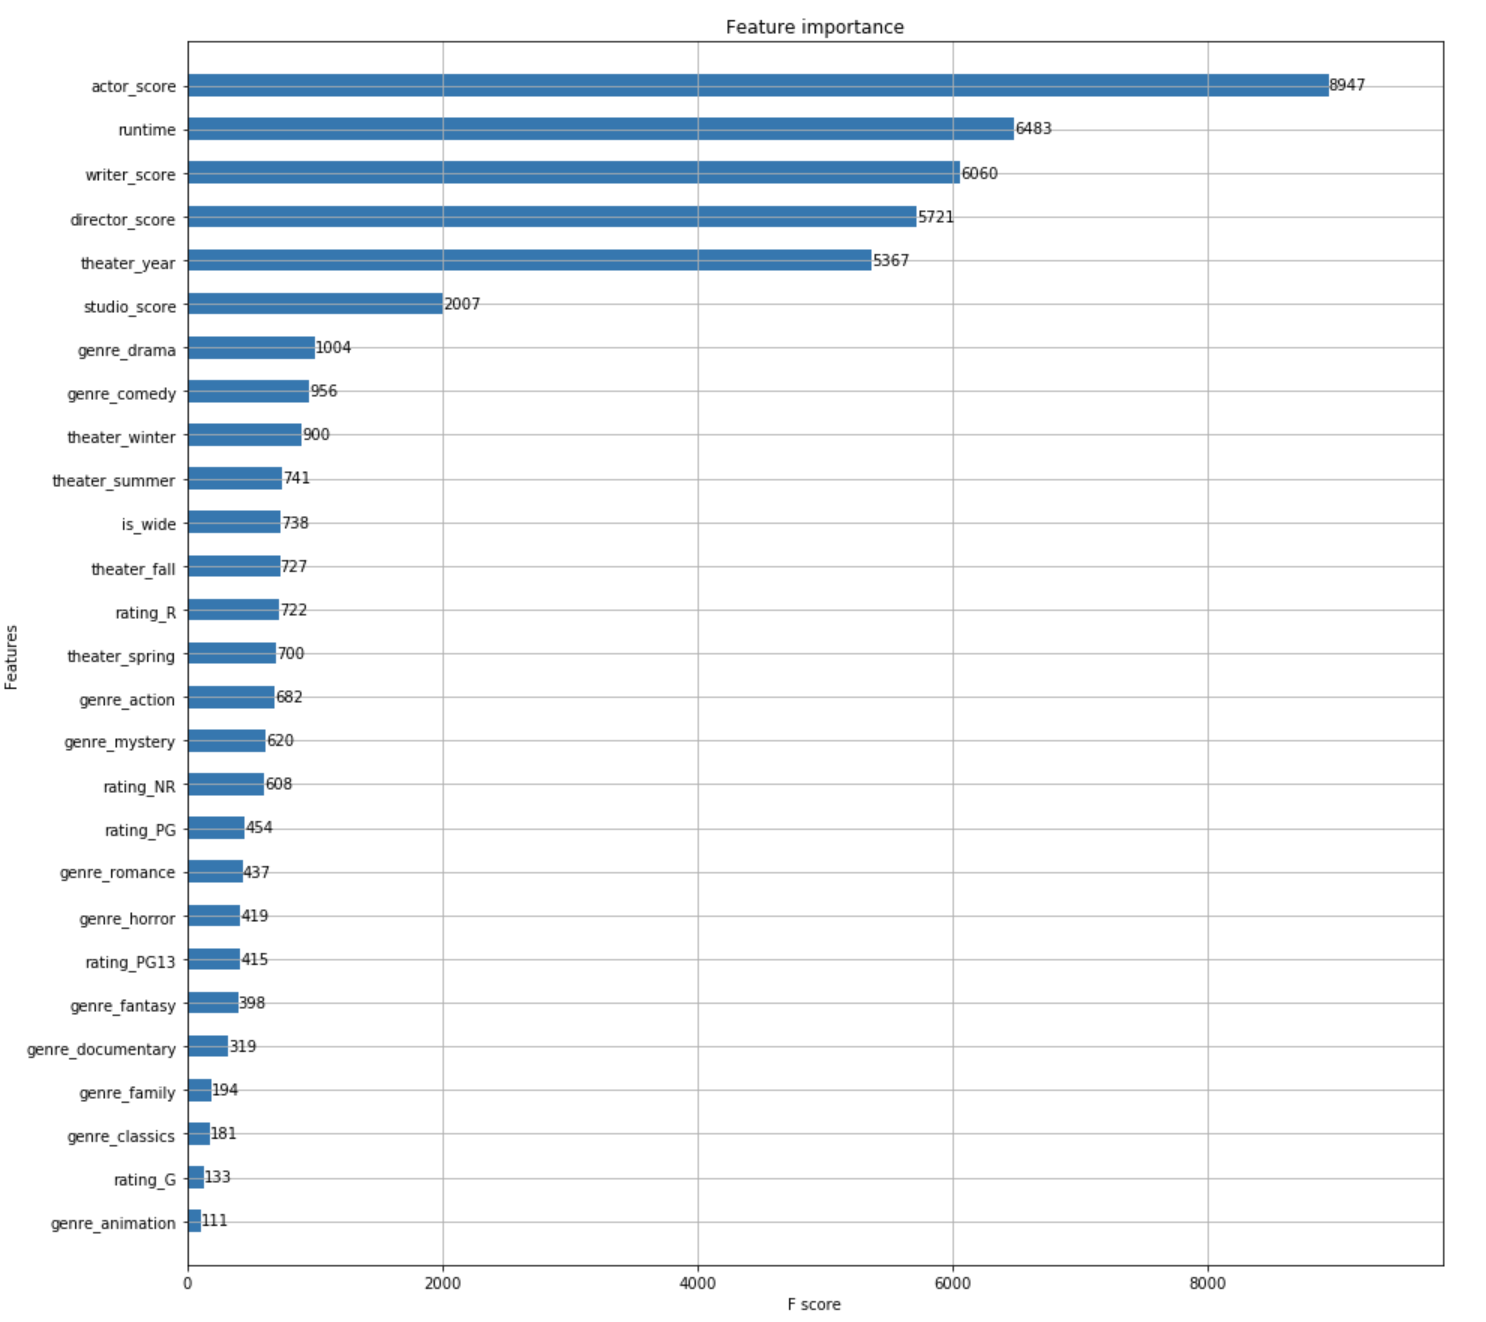 Feature importance
actor_score 8947
runtime 6483
writer_score 6060
director_score 5721
theater_year 5367
studio_score 2007
genre_drama 1004
genre_comedy 956
theater_winter 900
theater_summer 741
is_wide 738
theater_fall 727
rating_R 722
theater_spring 700
genre_action 682
genre_mystery 620
rating_NR 608
rating_PG 454
genre_romance 437
genre_horror 419
rating_PG13 415
genre_fantasy 398
genre_documentary 319
genre_family 194
genre_classics 181
rating_G 133
genre_animation 111
Features
0 2000 4000 6000 8000
F score